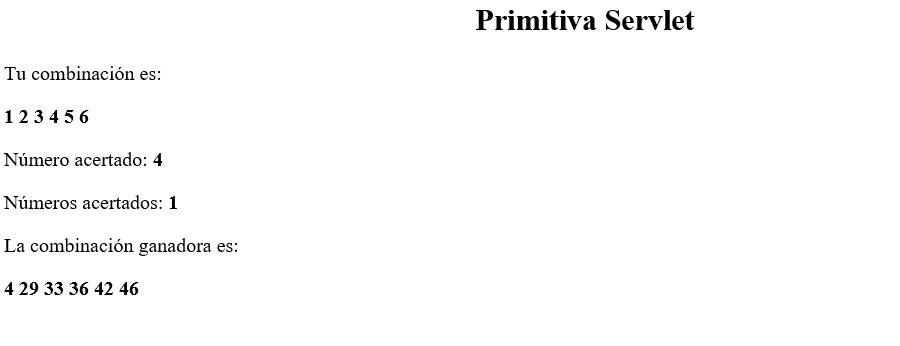 Primitiva Servlet
Tu combinación es:
1 2 3 4 5 6
Número acertado: 4
Números acertados: 1
La combinación ganadora es:
4 29 33 36 42 46